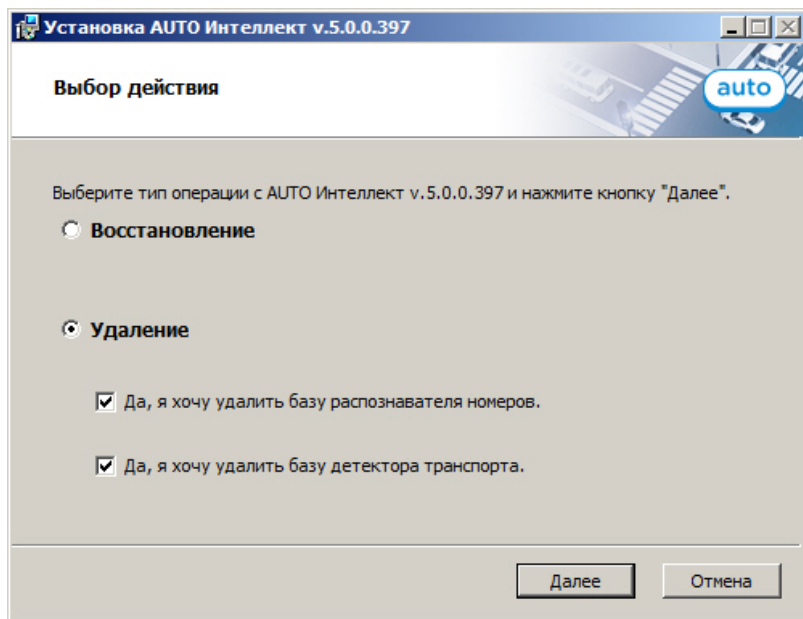 Установка AUTO Интеллект v.5.0.0.397
Выбор действия
auto
Выберите тип операции с AUTO Интеллект v.5.0.0.397 и нажмите кнопку "Далее".
Восстановление
Удаление
Да, я хочу удалить базу распознавателя номеров.
Да, я хочу удалить базу детектора транспорта.
Далее
Отмена